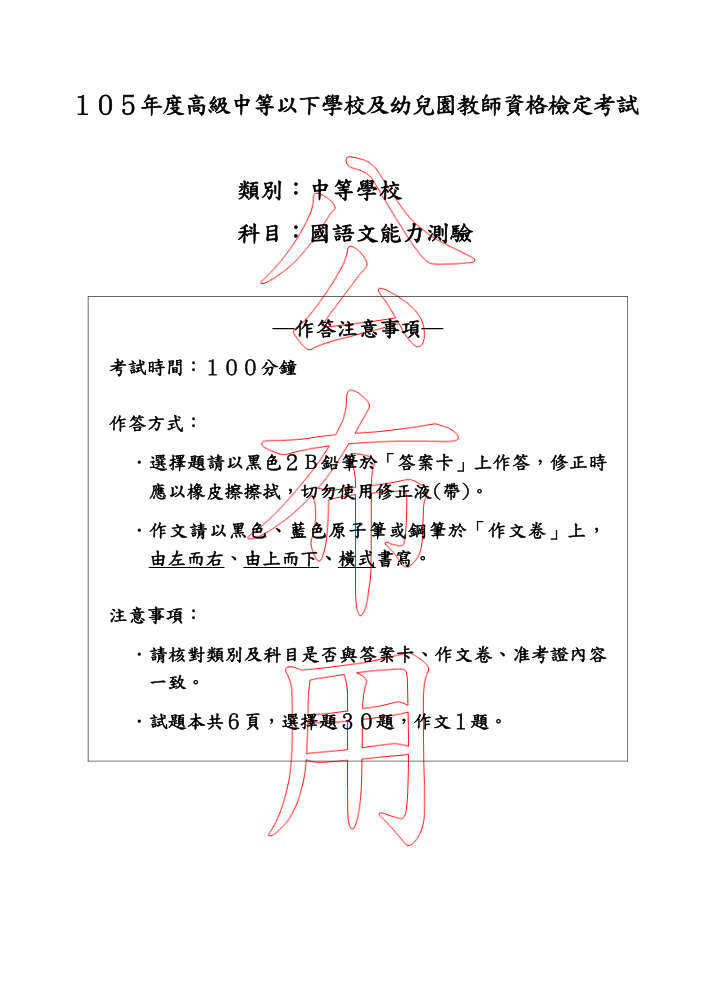 １０５年度高級中等以下學校及幼兒園教師資格檢定考試
類別：中等學校
科目：國語文能力測驗
—作答注意事項—
考試時間：１００分鐘
作答方式：
．選擇題請以黑色２Ｂ鉛筆於「答案卡」上作答，修正時
應以橡皮擦擦拭，切勿使用修正液(帶)。
．作文請以黑色、藍色原子筆或鋼筆於「作文卷」上，
由左而右、由上而下、橫式書寫。
注意事項：
．請核對類別及科目是否與答案卡、作文卷、准考證內容
一致。
．試題本共６頁，選擇題３０題，作文１題。
公
布
用